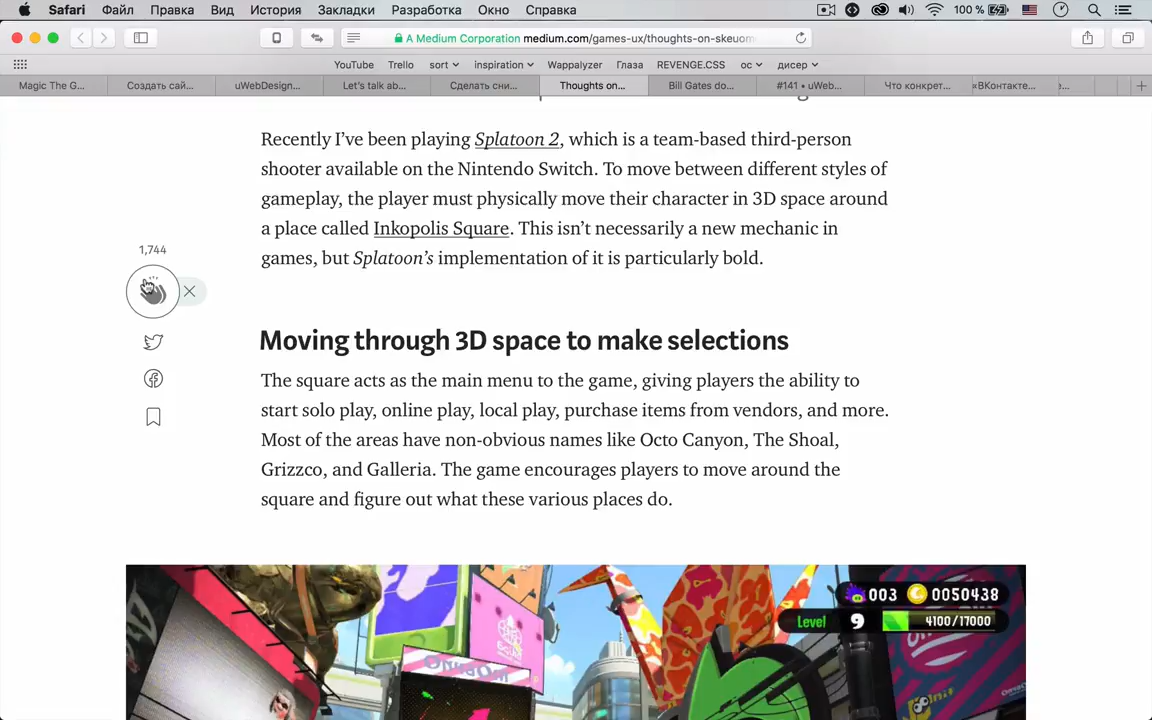 Safari Файл Правка Вид История Закладки Разработка Окно Справка 100 %
A Medium Corporation medium.com/games-ux/thoughts-on-skeuom
YouTube Trello sort inspiration Wappalyzer Глаза REVENGE.CSS ос дисер
Magic The G... Создать сай... uWebDesign... Let's talk ab... Сделать сни... Thoughts on... Bill Gates do... #141 • uWeb... Что конкрет... «ВКонтакте... е...
Recently I've been playing Splatoon 2, which is a team-based third-person
shooter available on the Nintendo Switch. To move between different styles of
gameplay, the player must physically move their character in 3D space around
a place called Inkopolis Square. This isn't necessarily a new mechanic in
games, but Splatoon's implementation of it is particularly bold.
1,744
Moving through 3D space to make selections
The square acts as the main menu to the game, giving players the ability to
start solo play, online play, local play, purchase items from vendors, and more.
Most of the areas have non-obvious names like Octo Canyon, The Shoal,
Grizzco, and Galleria. The game encourages players to move around the
square and figure out what these various places do.
003 0050438
Level 9 4100/17000